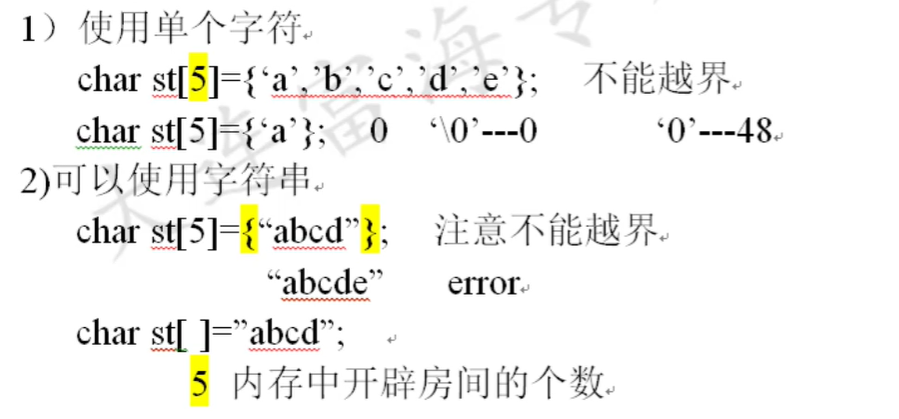 1）使用单个字符
char st[5]={‘a’,’b’,’c’,’d’,’e’};    不能越界
char st[5]={‘a’};    0    ‘\0’---0    ‘0’---48
2)可以使用字符串
char st[5]={“abcd”};    注意不能越界
“abcde”    error
char st[ ]=”abcd”;
5  内存中开辟房间的个数